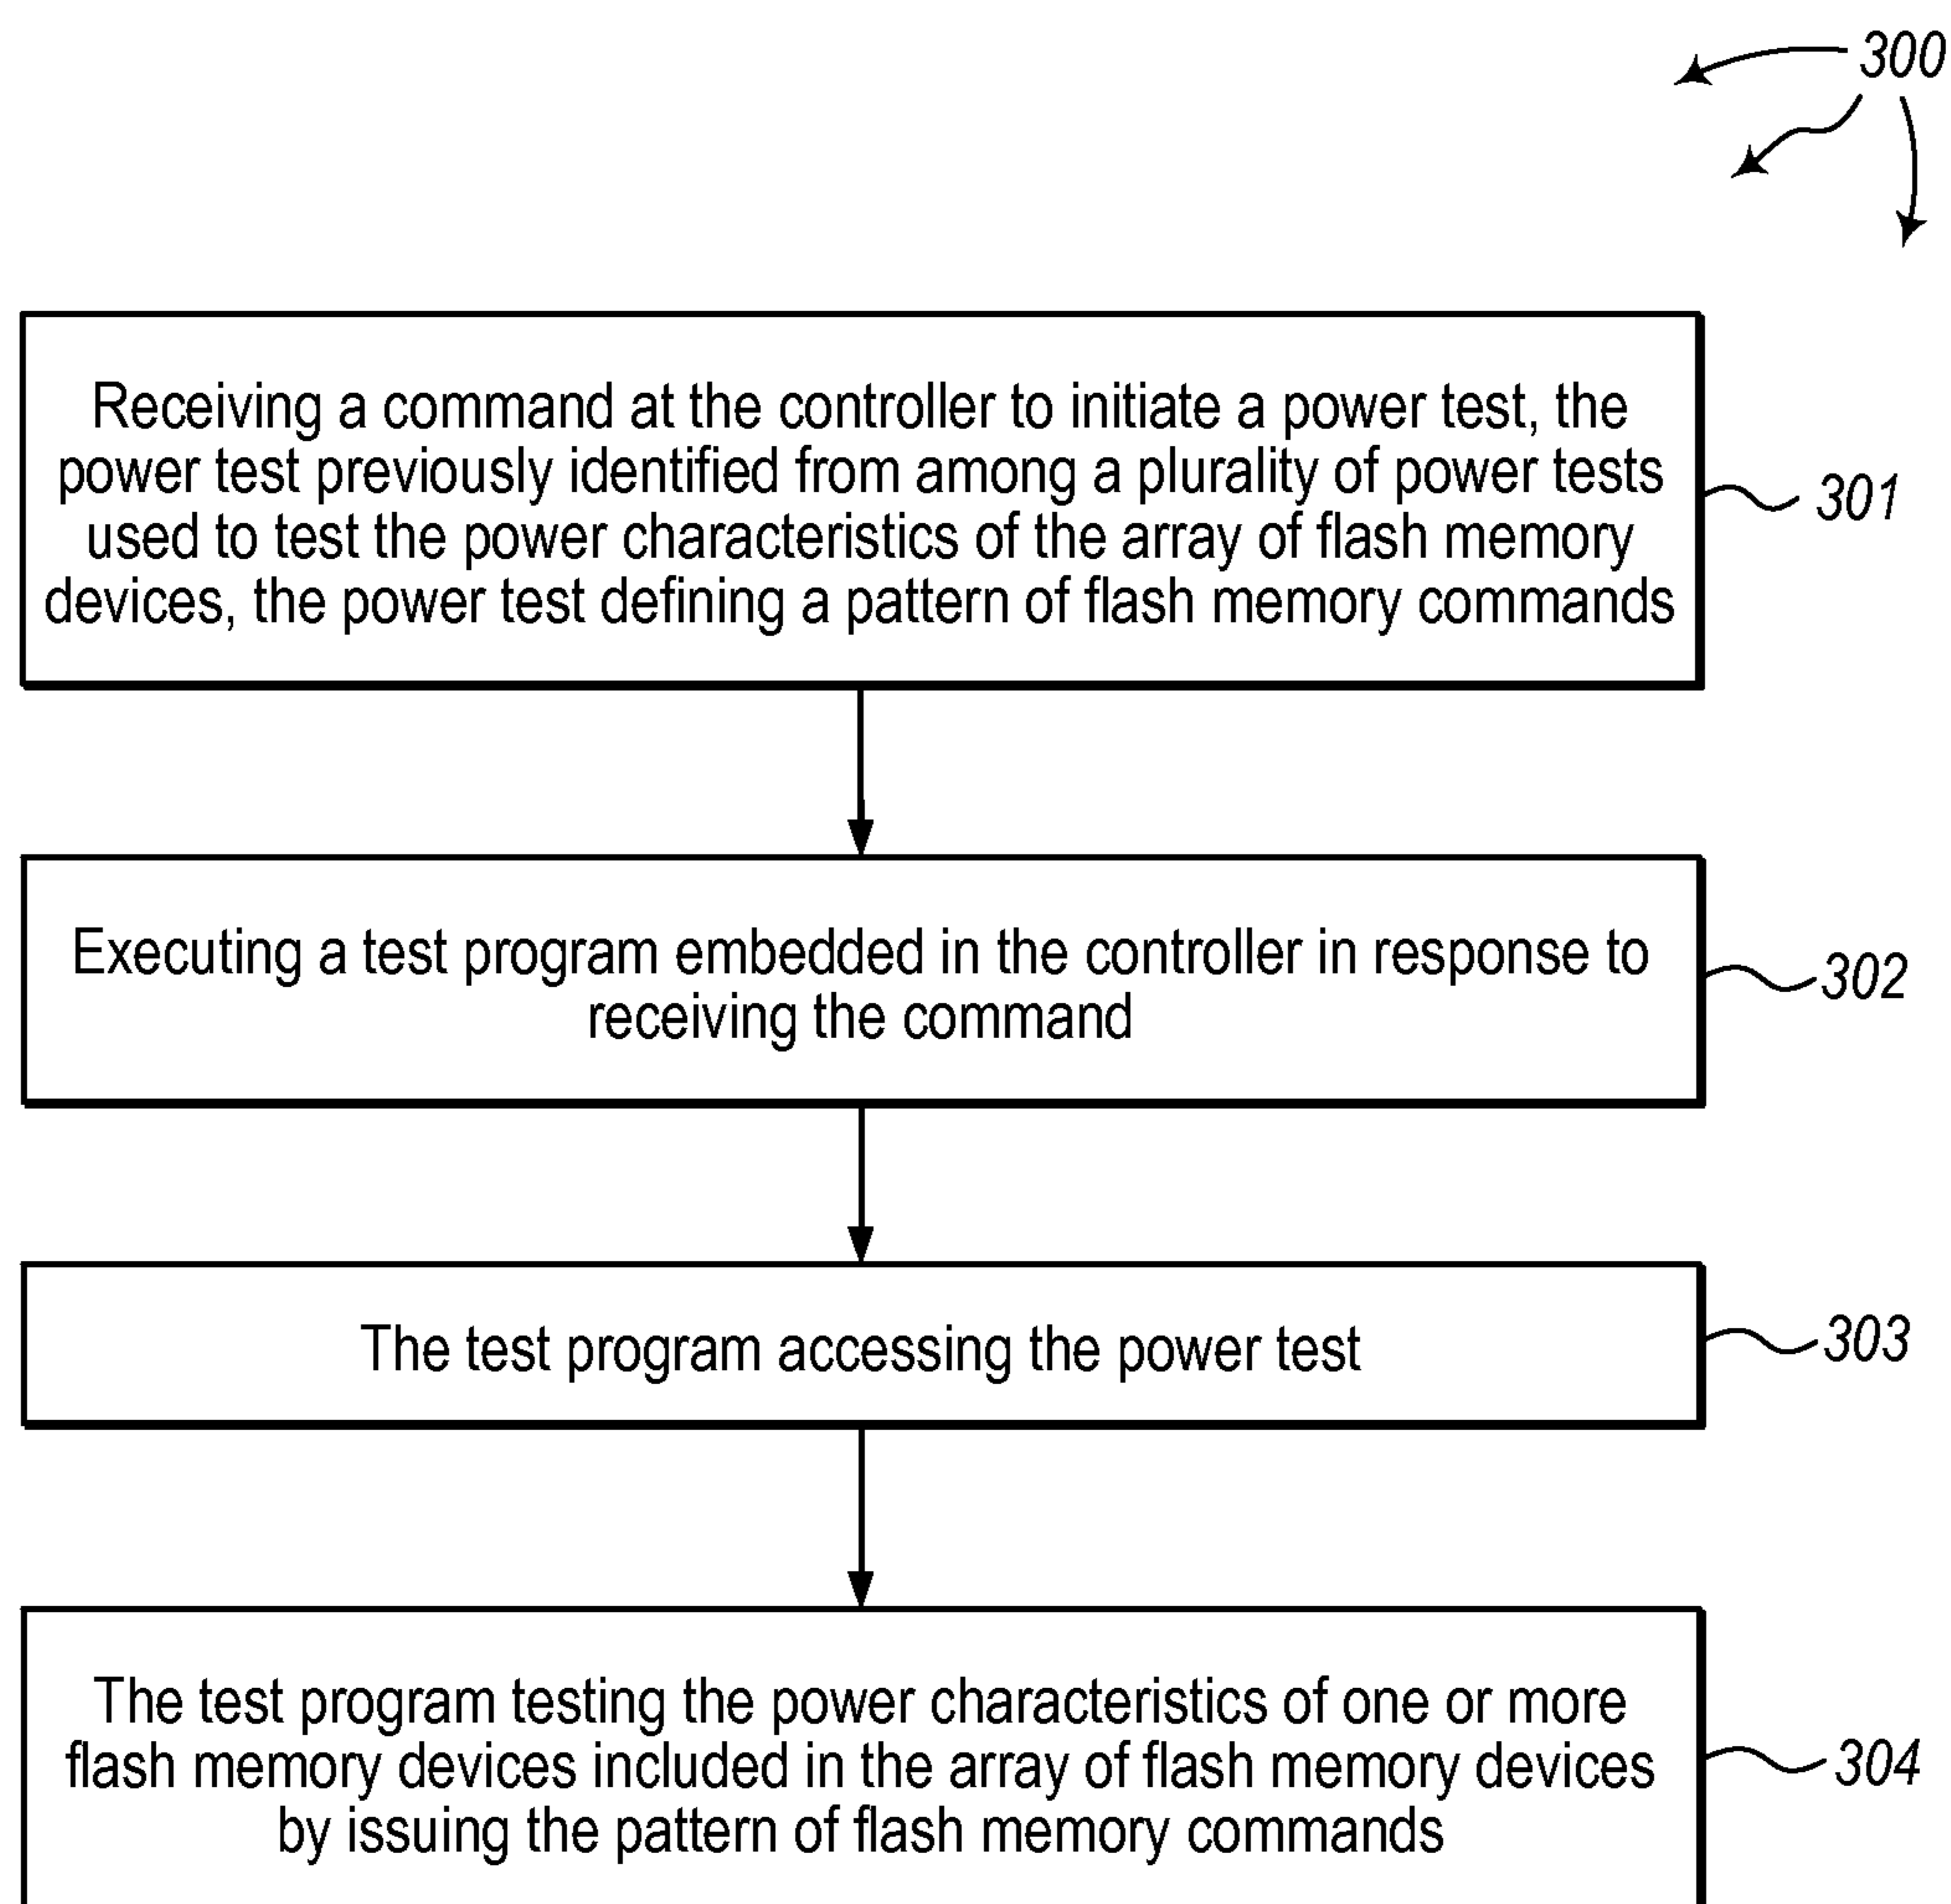 300
Receiving a command at the controller to initiate a power test, the
power test previously identified from among a plurality of power tests
used to test the power characteristics of the array of flash memory
devices, the power test defining a pattern of flash memory commands
301
Executing a test program embedded in the controller in response to
receiving the command
302
The test program accessing the power test
303
The test program testing the power characteristics of one or more
flash memory devices included in the array of flash memory devices
by issuing the pattern of flash memory commands
304